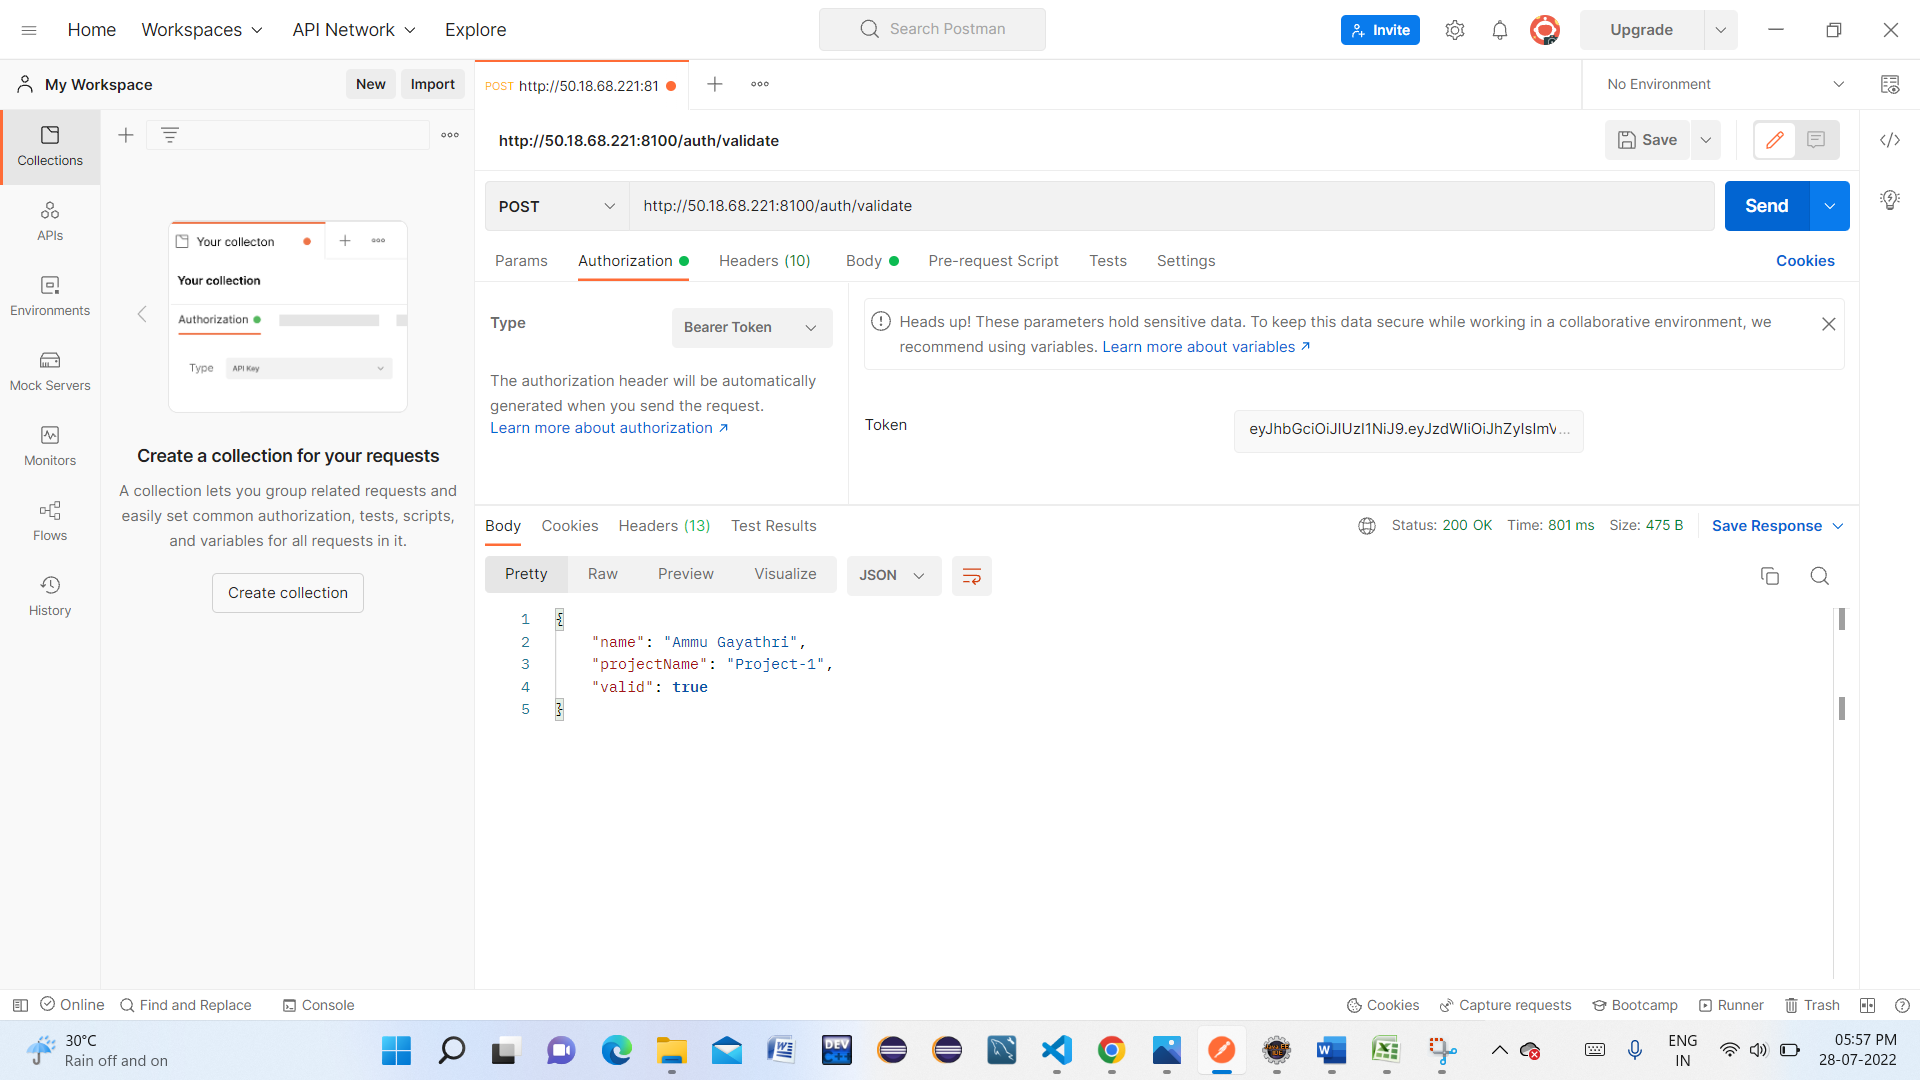 Home Workspaces API Network Explore
Search Postman
Invite
Upgrade
My Workspace
New Import
POST http://50.18.68.221:81
No Environment
Collections
APIs
Environments
Mock Servers
Monitors
Flows
History
Your collecton
Your collection
Authorization
Type API Key
Create a collection for your requests
A collection lets you group related requests and
easily set common authorization, tests, scripts,
and variables for all requests in it.
Create collection
http://50.18.68.221:8100/auth/validate
Save
POST http://50.18.68.221:8100/auth/validate
Send
Params Authorization Headers (10) Body Pre-request Script Tests Settings
Cookies
Type Bearer Token
The authorization header will be automatically
generated when you send the request.
Learn more about authorization ↗
Heads up! These parameters hold sensitive data. To keep this data secure while working in a collaborative environment, we
recommend using variables. Learn more about variables ↗
Token eyJhbGciOiJIUzI1NiJ9.eyJzdWIiOiJhZyIsImV...
Body Cookies Headers (13) Test Results
Status: 200 OK Time: 801 ms Size: 475 B Save Response
Pretty Raw Preview Visualize JSON
1 {
2 "name": "Ammu Gayathri",
3 "projectName": "Project-1",
4 "valid": true
5 }
Online Find and Replace Console
Cookies Capture requests Bootcamp Runner Trash
30°C
Rain off and on
DEV
C++
ENG
IN
05:57 PM
28-07-2022